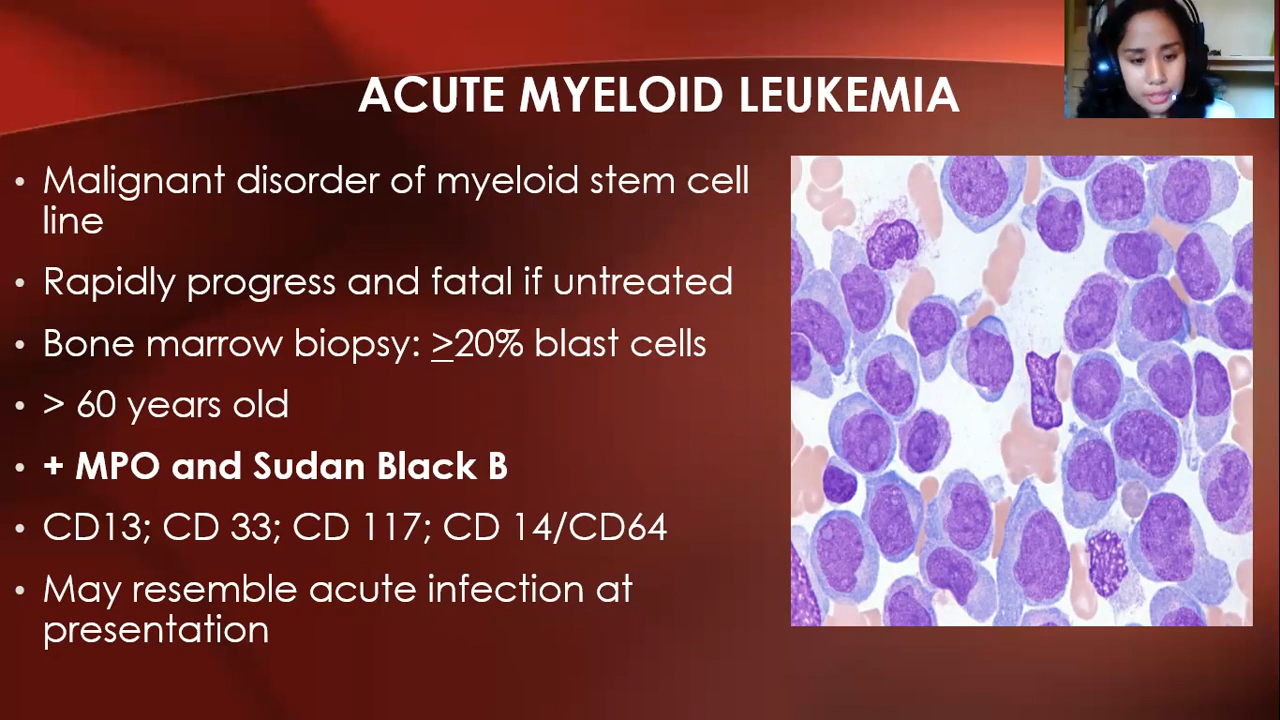 ACUTE MYELOID LEUKEMIA
• Malignant disorder of myeloid stem cell
line
• Rapidly progress and fatal if untreated
• Bone marrow biopsy: >20% blast cells
• > 60 years old
• + MPO and Sudan Black B
• CD13; CD 33; CD 117; CD 14/CD64
• May resemble acute infection at
presentation